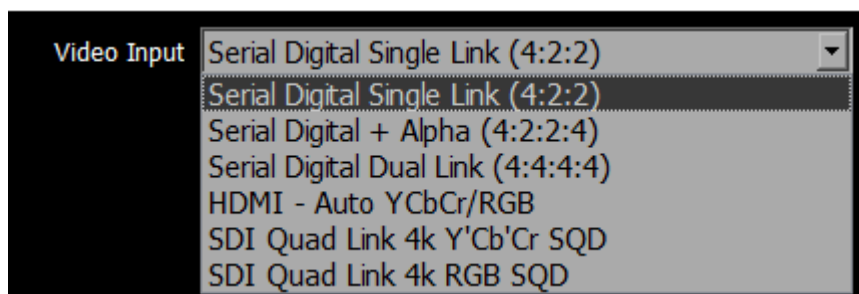 Video Input Serial Digital Single Link (4:2:2)
Serial Digital Single Link (4:2:2)
Serial Digital + Alpha (4:2:2:4)
Serial Digital Dual Link (4:4:4:4)
HDMI - Auto YCbCr/RGB
SDI Quad Link 4k Y'Cb'Cr SQD
SDI Quad Link 4k RGB SQD